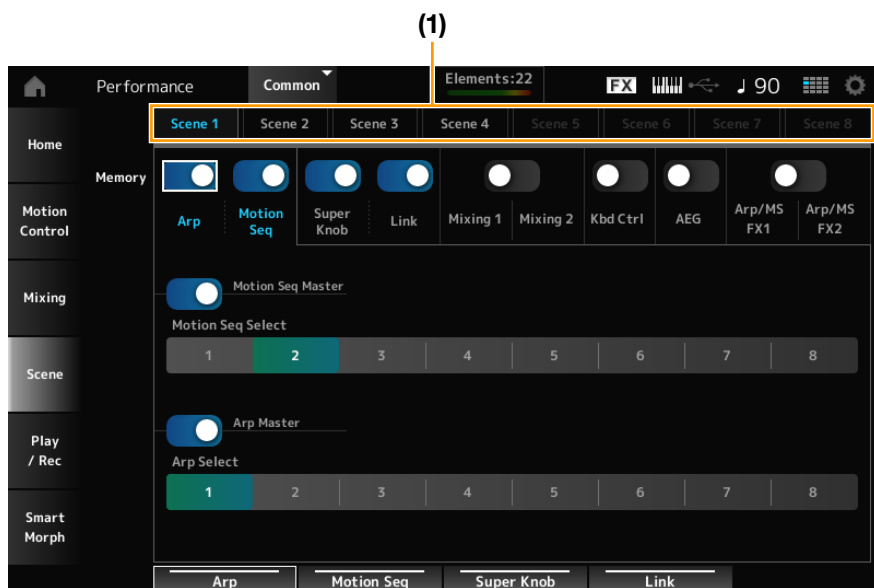 (1)
Performance Common Elements:22 FX 90
Scene 1 Scene 2 Scene 3 Scene 4 Scene 5 Scene 6 Scene 7 Scene 8
Home
Memory
Arp Motion Seq Super Knob Link Mixing 1 Mixing 2 Kbd Ctrl AEG Arp/MS FX1 Arp/MS FX2
Motion
Control
Motion Seq Master
Mixing
Motion Seq Select
1 2 3 4 5 6 7 8
Scene
Arp Master
Play
/ Rec
Arp Select
1 2 3 4 5 6 7 8
Smart
Morph
Arp Motion Seq Super Knob Link